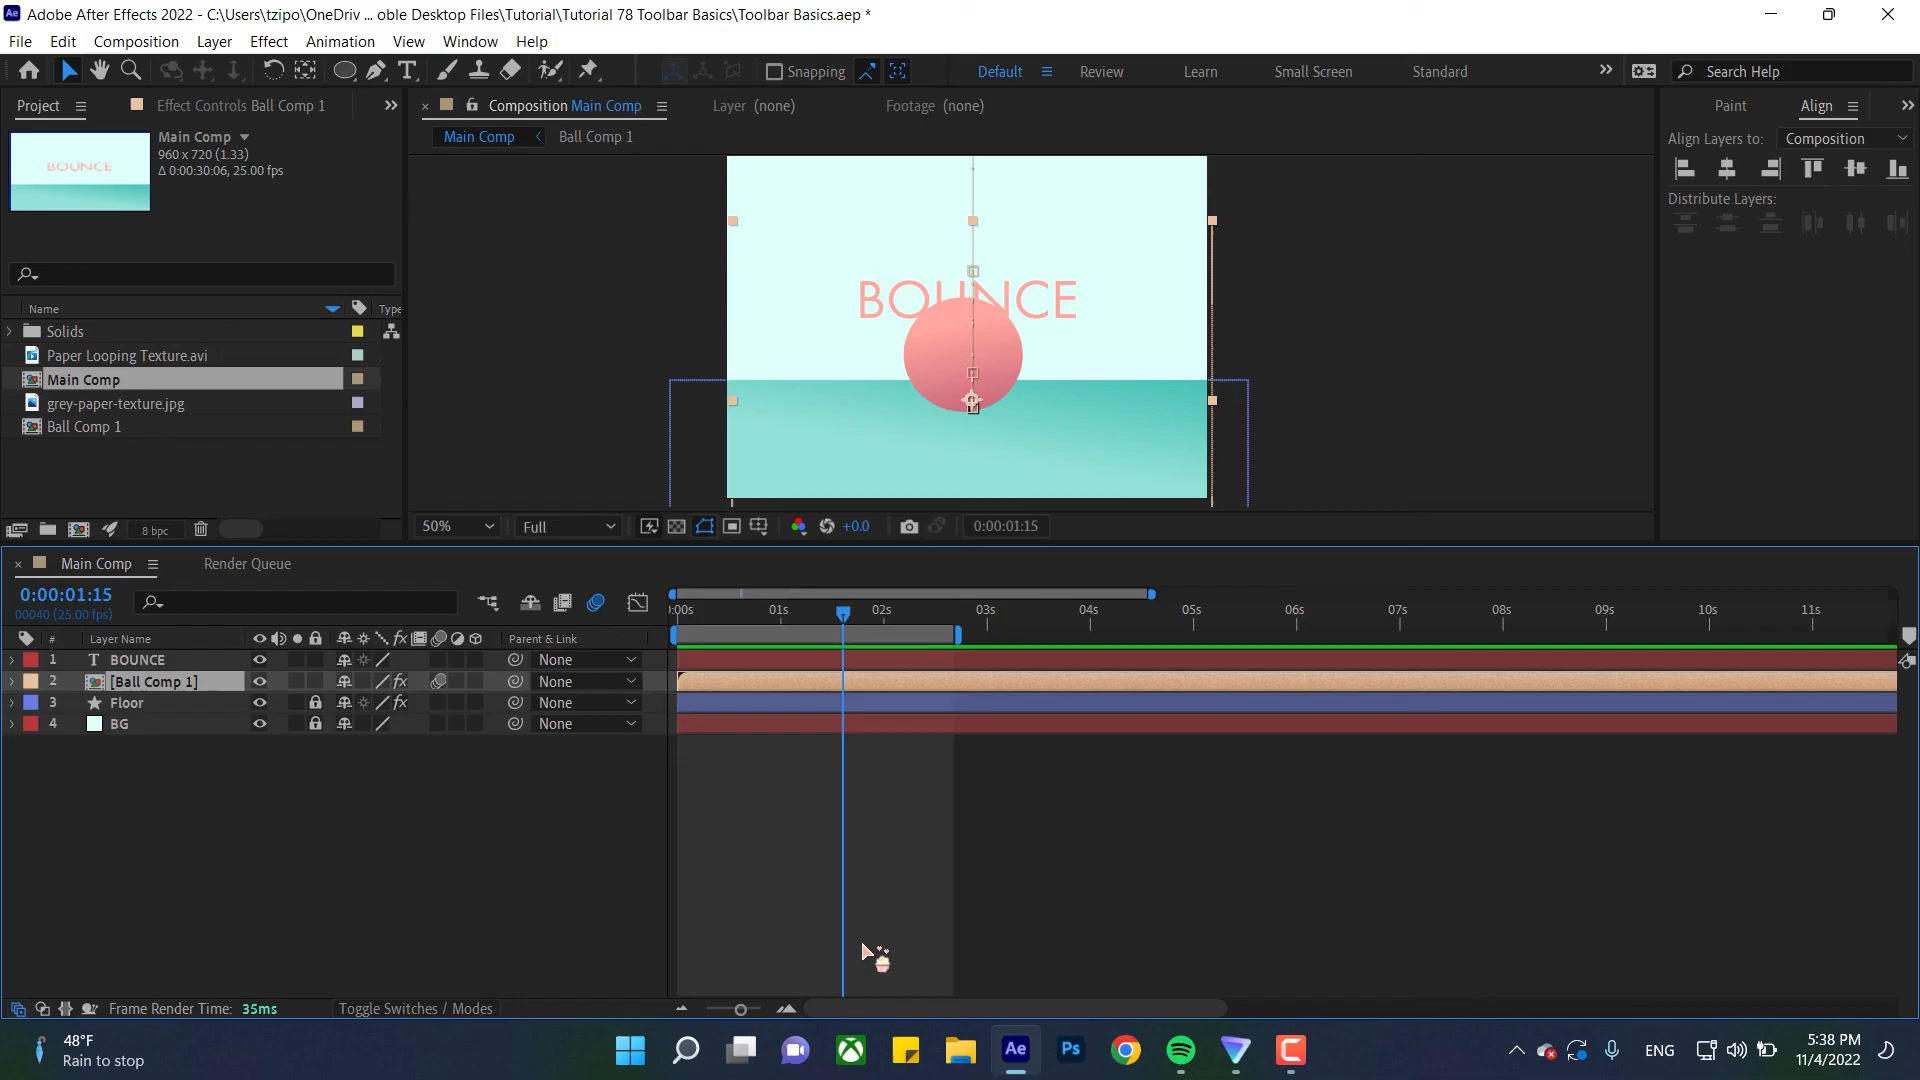 Ae Adobe After Effects 2022 - C:\Users\tzipo\OneDriv ... oble Desktop Files\Tutorial\Tutorial 78 Toolbar Basics\Toolbar Basics.aep *
File Edit Composition Layer Effect Animation View Window Help
Snapping Default Review Learn Small Screen Standard Search Help
Project Effect Controls Ball Comp 1 Composition Main Comp Layer (none) Footage (none) Paint Align
Main Comp
960 x 720 (1.33)
Δ 0:00:30:06, 25.00 fps
BOUNCE
Main Comp Ball Comp 1
Align Layers to: Composition
Distribute Layers:
Name Type
Solids
Paper Looping Texture.avi
Main Comp
grey-paper-texture.jpg
Ball Comp 1
BOUNCE
8 bpc
50% Full +0.0 0:00:01:15
Main Comp Render Queue
0:00:01:15
00040 (25.00 fps)
:00s 01s 02s 03s 04s 05s 06s 07s 08s 09s 10s 11s
# Layer Name fx Parent & Link
1 T BOUNCE None
2 [Ball Comp 1] fx None
3 Floor fx None
4 BG None
Frame Render Time: 35ms Toggle Switches / Modes
48°F
Rain to stop
Ae Ps
ENG
5:38 PM
11/4/2022